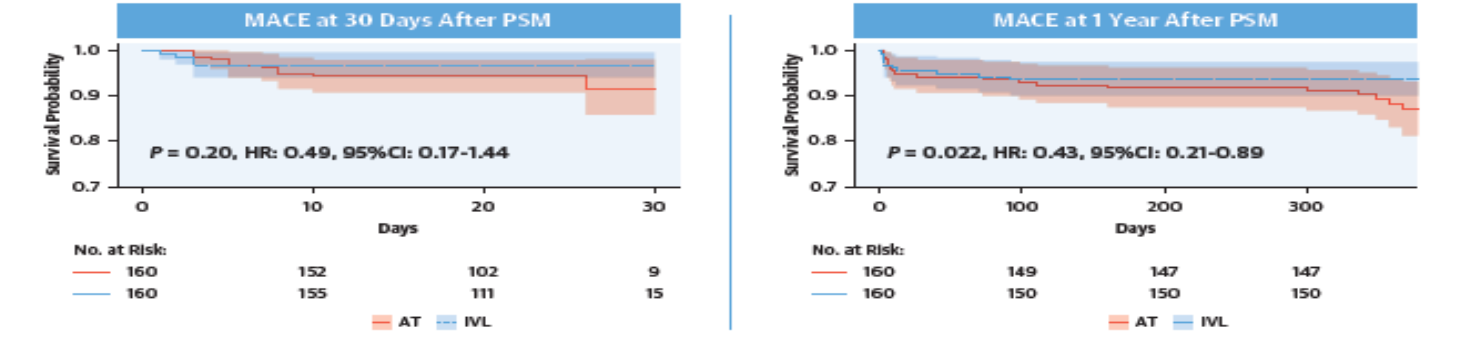 MACE at 30 Days After PSM
Survival Probability
1.0
0.9
0.8
0.7
P = 0.20, HR: 0.49, 95%CI: 0.17-1.44
0 10 20 30
Days
No. at Risk:
160 152 102 9
160 155 111 15
AT IVL
MACE at 1 Year After PSM
Survival Probability
1.0
0.9
0.8
0.7
P = 0.022, HR: 0.43, 95%CI: 0.21-0.89
0 100 200 300
Days
No. at Risk:
160 149 147 147
160 150 150 150
AT IVL